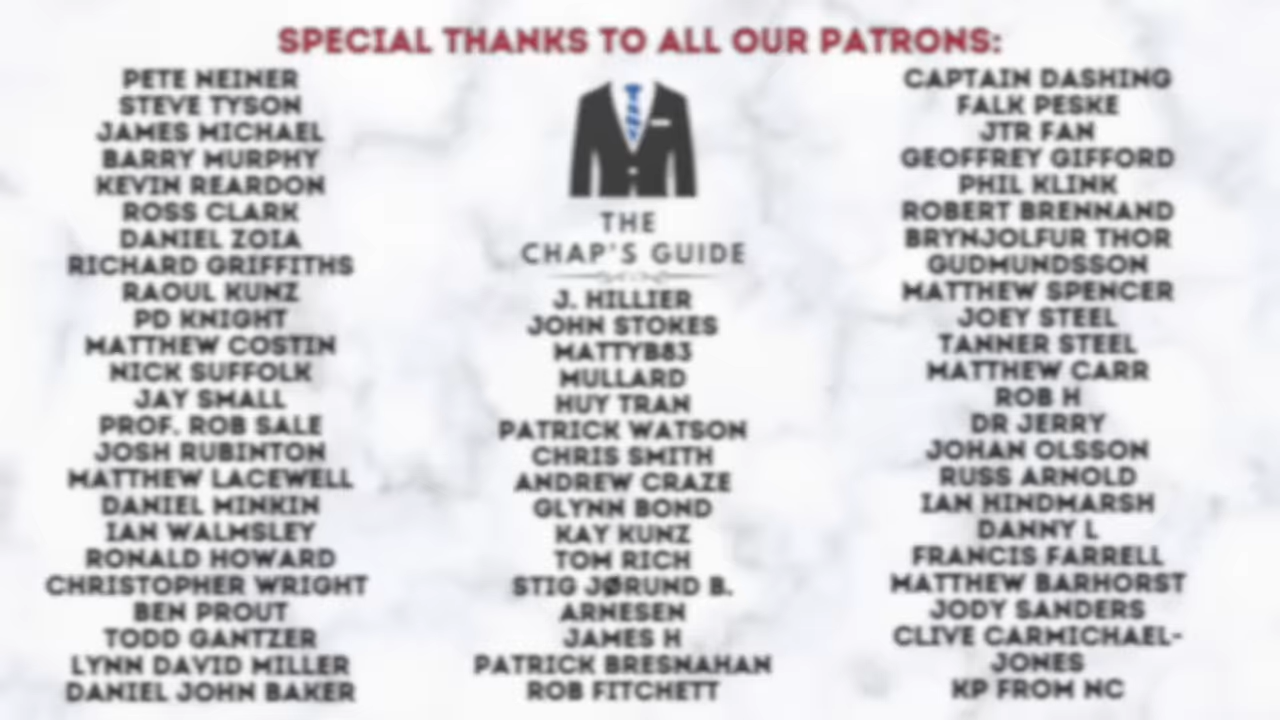 SPECIAL THANKS TO ALL OUR PATRONS:
PETE NEINER
STEVE TYSON
JAMES MICHAEL
BARRY MURPHY
KEVIN REARDON
ROSS CLARK
DANIEL ZOIA
RICHARD GRIFFITHS
RAOUL KUNZ
PD KNIGHT
MATTHEW COSTIN
NICK SUFFOLK
JAY SMALL
PROF. ROB SALE
JOSH RUBINTON
MATTHEW LACEWELL
DANIEL MINKIN
IAN WALMSLEY
RONALD HOWARD
CHRISTOPHER WRIGHT
BEN PROUT
TODD GANTZER
LYNN DAVID MILLER
DANIEL JOHN BAKER
THE
CHAP'S GUIDE
J. HILLIER
JOHN STOKES
MATTYB83
MULLARD
HUY TRAN
PATRICK WATSON
CHRIS SMITH
ANDREW CRAZE
GLYNN BOND
KAY KUNZ
TOM RICH
STIG JØRUND B.
ARNESEN
JAMES H
PATRICK BRESNAHAN
ROB FITCHETT
CAPTAIN DASHING
FALK PESKE
JTR FAN
GEOFFREY GIFFORD
PHIL KLINK
ROBERT BRENNAND
BRYNJOLFUR THOR
GUDMUNDSSON
MATTHEW SPENCER
JOEY STEEL
TANNER STEEL
MATTHEW CARR
ROB H
DR JERRY
JOHAN OLSSON
RUSS ARNOLD
IAN HINDMARSH
DANNY L
FRANCIS FARRELL
MATTHEW BARHORST
JODY SANDERS
CLIVE CARMICHAEL-
JONES
KP FROM NC